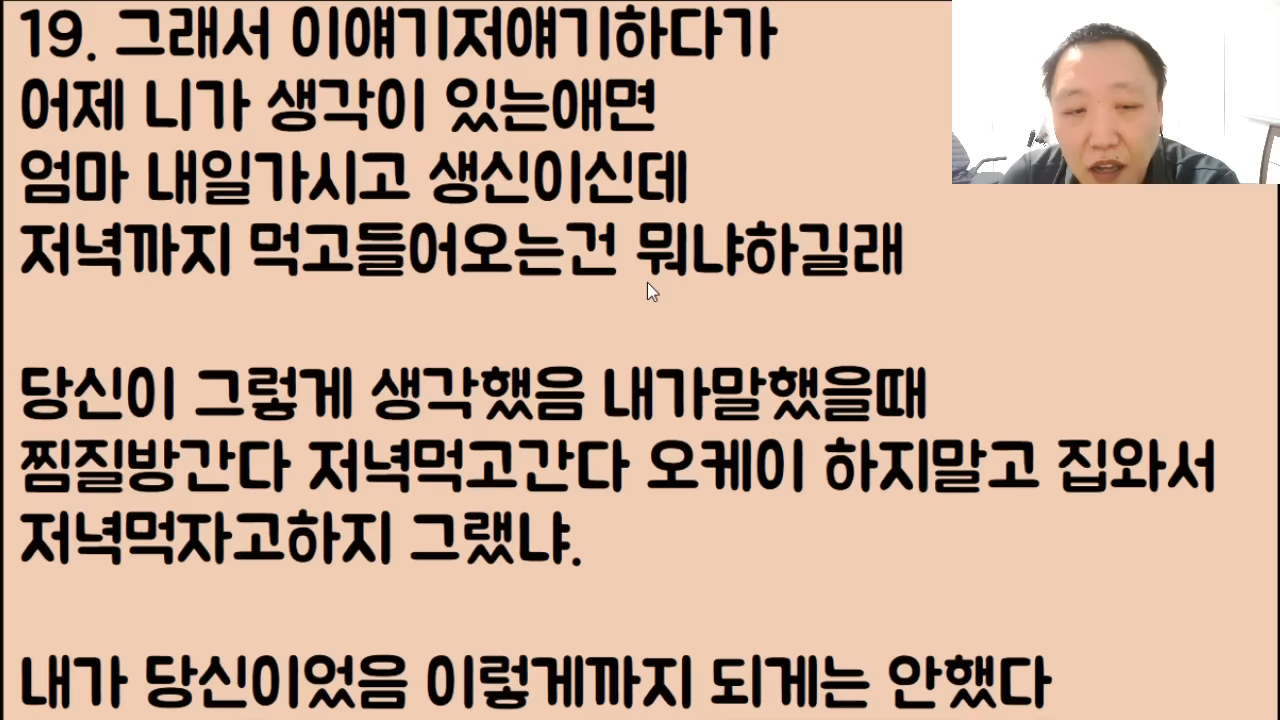 19. 그래서 이얘기저얘기하다가
어제 니가 생각이 있는애면
엄마 내일가시고 생신이신데
저녁까지 먹고들어오는건 뭐냐하길래
당신이 그렇게 생각했음 내가말했을때
찜질방간다 저녁먹고간다 오케이 하지말고 집와서
저녁먹자고하지 그랬냐.
내가 당신이었음 이렇게까지 되게는 안했다